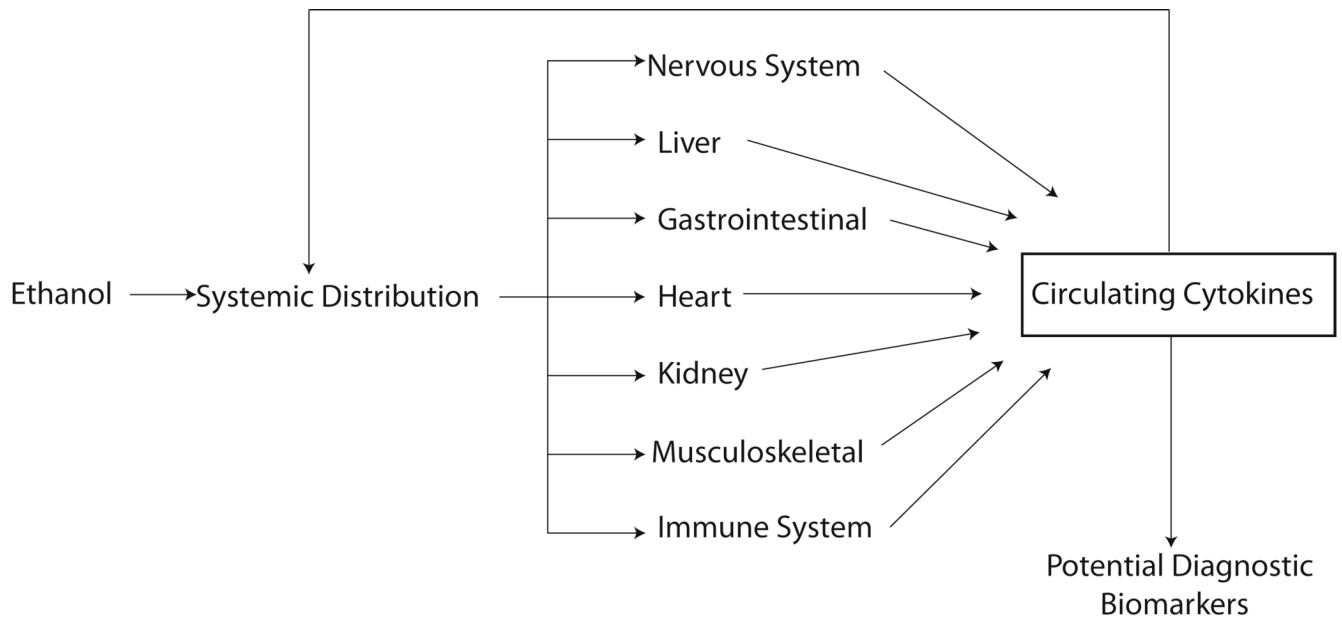 Nervous System
Liver
Gastrointestinal
Ethanol
Systemic Distribution
Heart
Circulating Cytokines
Kidney
Musculoskeletal
Immune System
Potential Diagnostic
Biomarkers